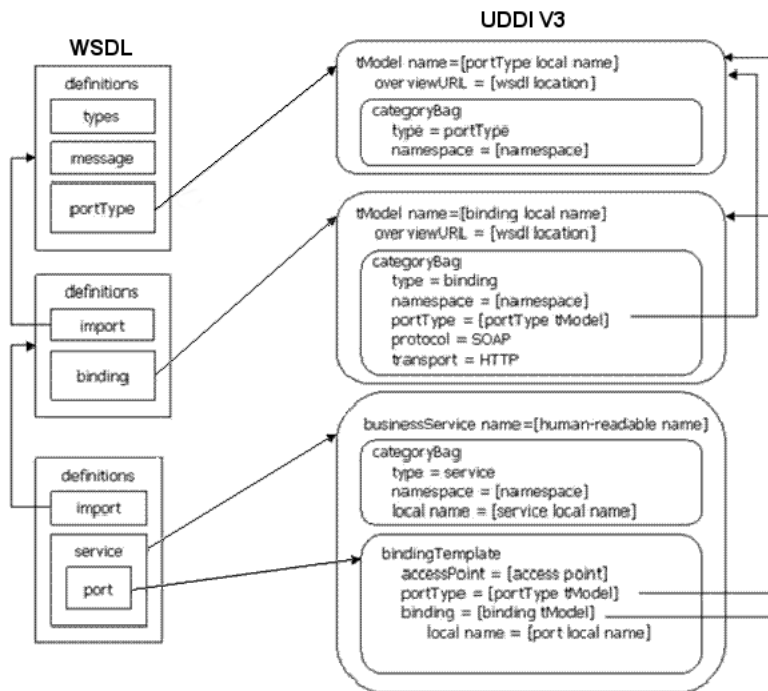 WSDL
definitions
types
message
portType
definitions
import
binding
definitions
import
service
port
UDDI V3
tModel name=[portType local name]
overviewURL = [wsdl location]
categoryBag
type = portType
namespace = [namespace]
tModel name=[binding local name]
overviewURL = [wsdl location]
categoryBag
type = binding
namespace = [namespace]
portType = [portType tModel]
protocol = SOAP
transport = HTTP
businessService name=[human-readable name]
categoryBag
type = service
namespace = [namespace]
local name = [service local name]
bindingTemplate
accessPoint = [access point]
portType = [portType tModel]
binding = [binding tModel]
local name = [port local name]